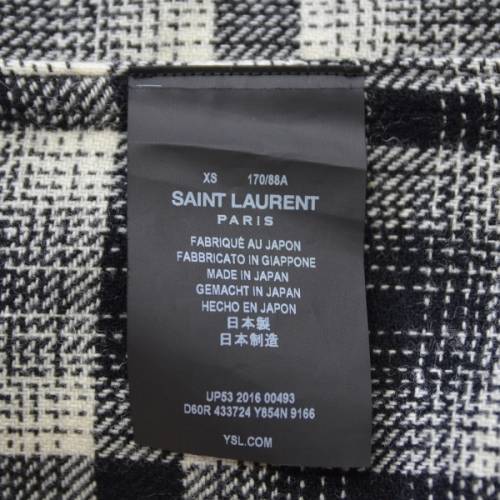 XS 170/88A
SAINT LAURENT
PARIS
FABRIQUÉ AU JAPON
FABBRICATO IN GIAPPONE
MADE IN JAPAN
GEMACHT IN JAPAN
HECHO EN JAPON
日本製
日本制造
UP53 2016 00493
D60R 433724 Y854N 9166
YSL.COM